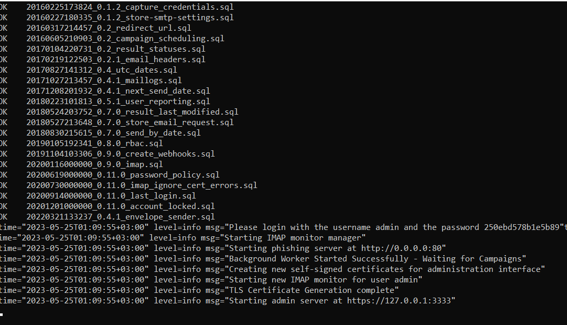 OK 20160225173824_0.1.2_capture_credentials.sql
OK 20160227180335_0.1.2_store-smtp-settings.sql
OK 20160317214457_0.2_redirect_url.sql
OK 20160605210903_0.2_campaign_scheduling.sql
OK 20170104220731_0.2_result_statuses.sql
OK 20170219122503_0.2.1_email_headers.sql
OK 20170827141312_0.4_utc_dates.sql
OK 20171027213457_0.4.1_maillogs.sql
OK 20171208201932_0.4.1_next_send_date.sql
OK 20180223101813_0.5.1_user_reporting.sql
OK 20180524203752_0.7.0_result_last_modified.sql
OK 20180527213648_0.7.0_store_email_request.sql
OK 20180830215615_0.7.0_send_by_date.sql
OK 20190105192341_0.8.0_rbac.sql
OK 20191104103306_0.9.0_create_webhooks.sql
OK 20200116000000_0.9.0_imap.sql
OK 20200619000000_0.11.0_password_policy.sql
OK 20200730000000_0.11.0_imap_ignore_cert_errors.sql
OK 20200914000000_0.11.0_last_login.sql
OK 20201201000000_0.11.0_account_locked.sql
OK 20220321133237_0.4.1_envelope_sender.sql
time="2023-05-25T01:09:55+03:00" level=info msg="Please login with the username admin and the password 250ebd578b1e5b89"t
ime="2023-05-25T01:09:55+03:00" level=info msg="Starting IMAP monitor manager"
time="2023-05-25T01:09:55+03:00" level=info msg="Starting phishing server at http://0.0.0.0:80"
time="2023-05-25T01:09:55+03:00" level=info msg="Background Worker Started Successfully - Waiting for Campaigns"
time="2023-05-25T01:09:55+03:00" level=info msg="Creating new self-signed certificates for administration interface"
time="2023-05-25T01:09:55+03:00" level=info msg="Starting new IMAP monitor for user admin"
time="2023-05-25T01:09:55+03:00" level=info msg="TLS Certificate Generation complete"
time="2023-05-25T01:09:55+03:00" level=info msg="Starting admin server at https://127.0.0.1:3333"